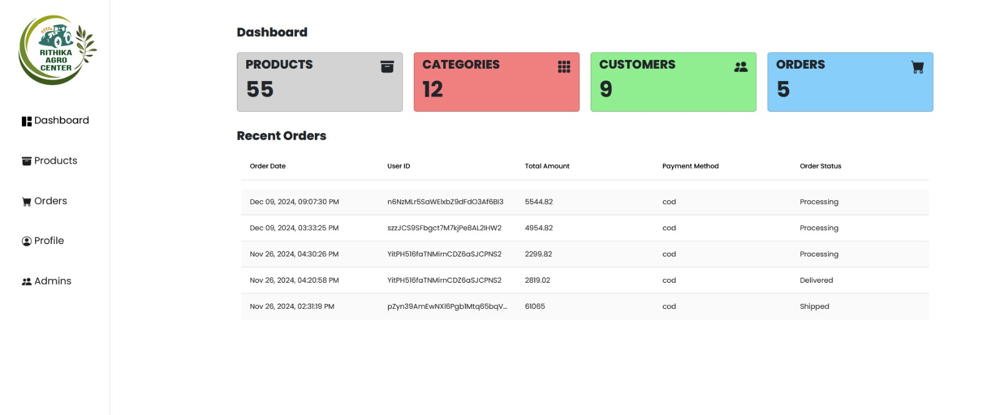 RITHIKA
AGRO
CENTER
Dashboard
Products
Orders
Profile
Admins
Dashboard
PRODUCTS
55
CATEGORIES
12
CUSTOMERS
9
ORDERS
5
Recent Orders
Order Date User ID Total Amount Payment Method Order Status
Dec 09, 2024, 09:07:30 PM n6NzMLr5SaWElxbZ9dFdO3Af6BI3 5544.82 cod Processing
Dec 09, 2024, 03:33:25 PM szzJCS9SFbgct7M7kjPe8AL2IHW2 4954.82 cod Processing
Nov 26, 2024, 04:30:26 PM YitPH516faTNMirnCDZ6aSJCPNS2 2299.82 cod Processing
Nov 26, 2024, 04:20:58 PM YitPH516faTNMirnCDZ6aSJCPNS2 2819.02 cod Delivered
Nov 26, 2024, 02:31:19 PM pZyn39AmEwNXl6Pgb1Mtq65bqV... 61065 cod Shipped